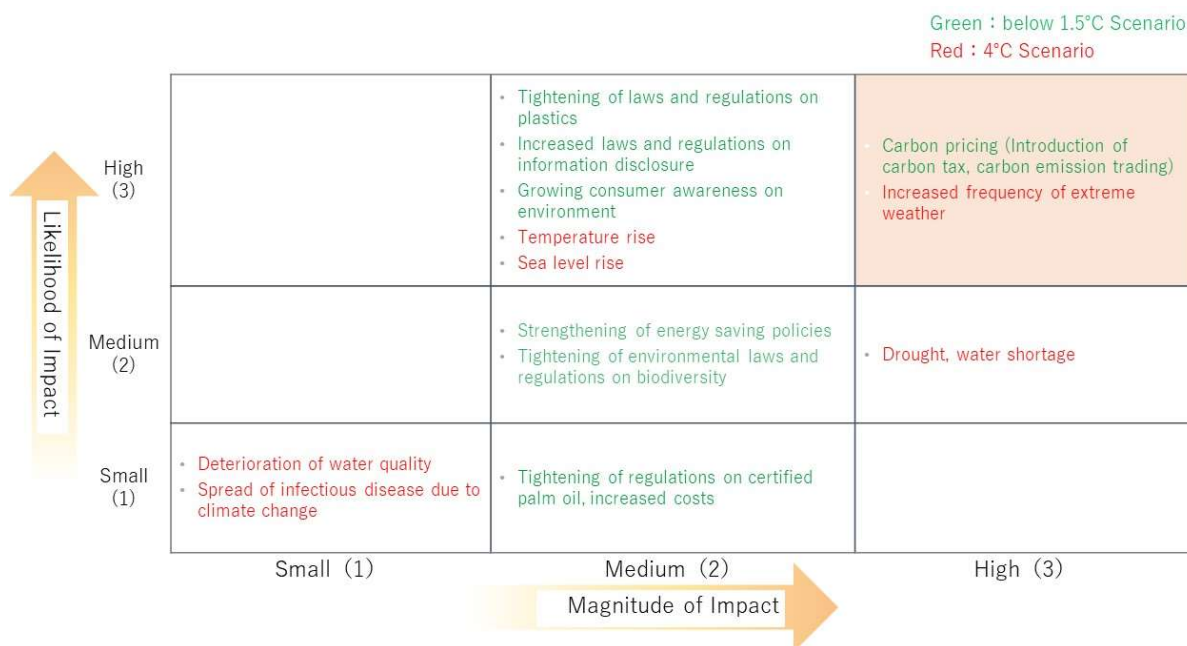 Green：below 1.5°C Scenario
Red：4°C Scenario
Likelihood of Impact
High
(3)
• Tightening of laws and regulations on
plastics
• Increased laws and regulations on
information disclosure
• Growing consumer awareness on
environment
• Temperature rise
• Sea level rise
• Carbon pricing (Introduction of
carbon tax, carbon emission trading)
• Increased frequency of extreme
weather
Medium
(2)
• Strengthening of energy saving policies
• Tightening of environmental laws and
regulations on biodiversity
• Drought, water shortage
Small
(1)
• Deterioration of water quality
• Spread of infectious disease due to
climate change
• Tightening of regulations on certified
palm oil, increased costs
Small (1)
Medium (2)
High (3)
Magnitude of Impact